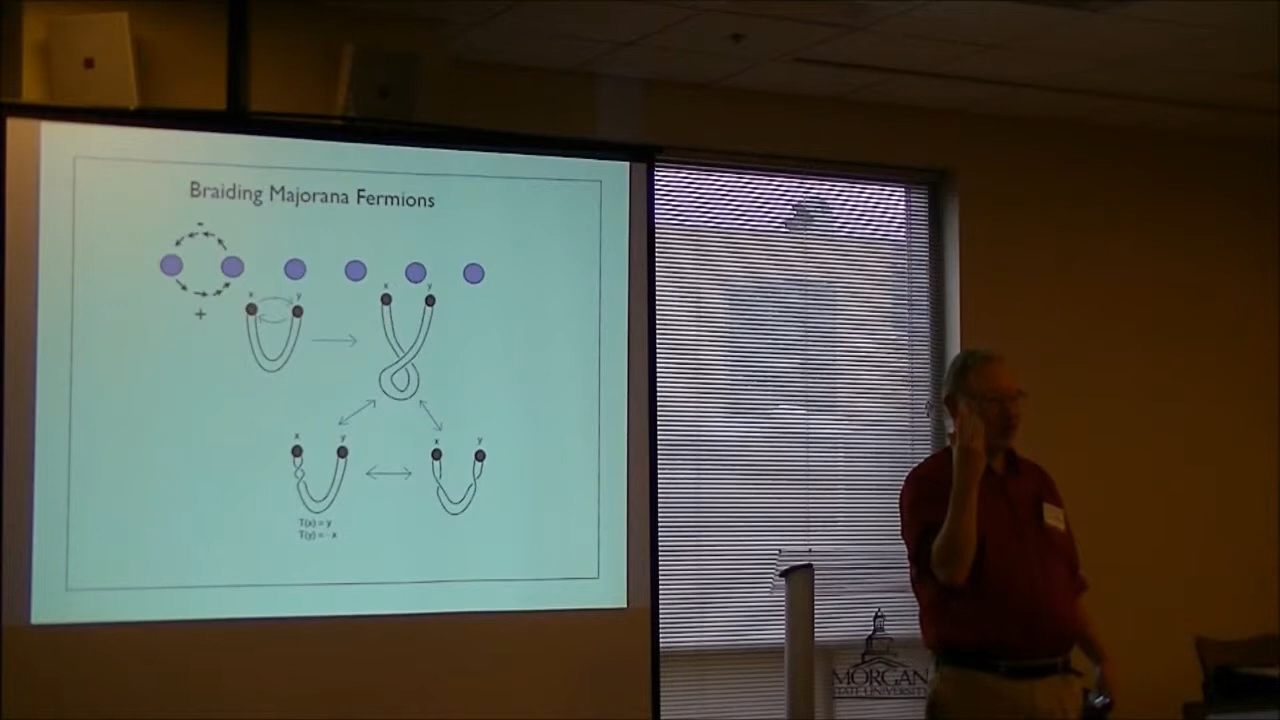 Braiding Majorana Fermions
-
+
x y
x y
x y
x y
T(x) = y
T(y) = - x
MORGAN
STATE UNIVERSITY